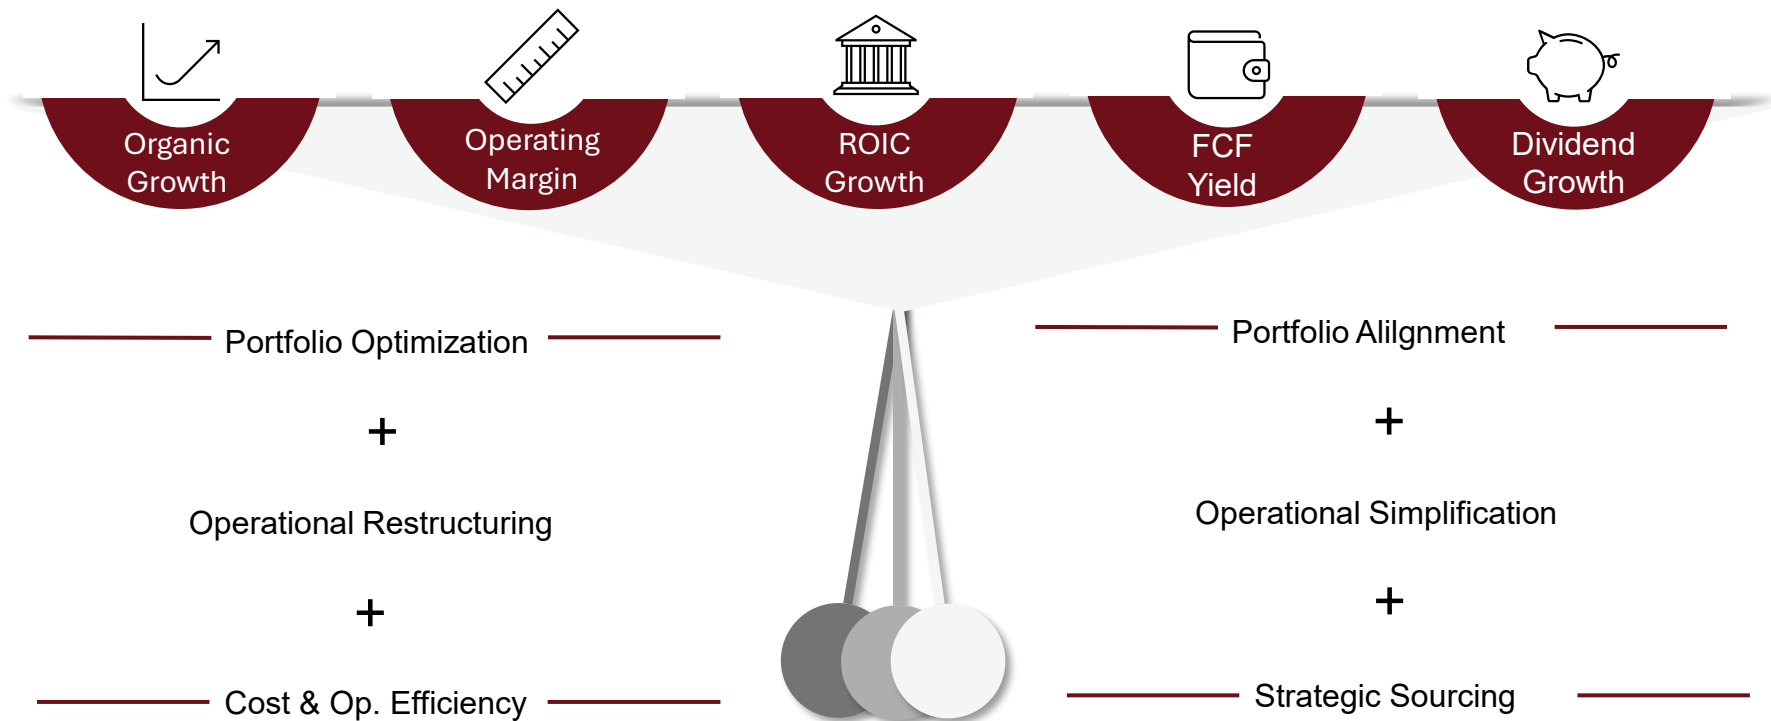 Organic
Growth
Operating
Margin
ROIC
Growth
FCF
Yield
Dividend
Growth
Portfolio Optimization
+
Operational Restructuring
+
Cost & Op. Efficiency
Portfolio Alilgnment
+
Operational Simplification
+
Strategic Sourcing